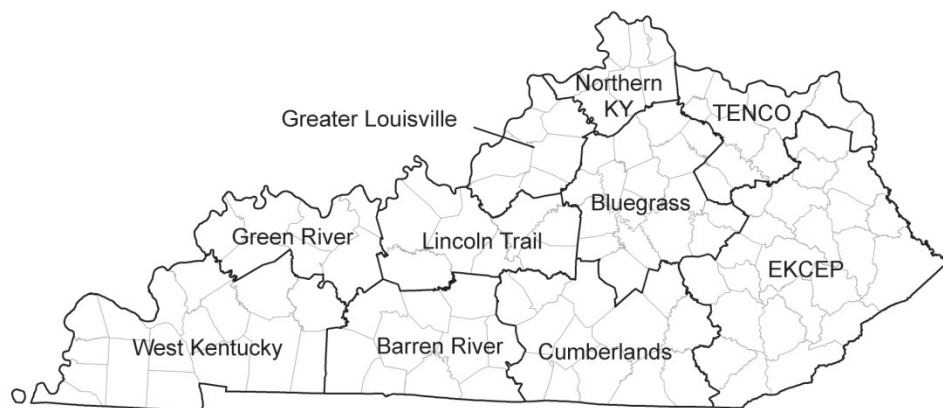 Northern
KY
TENCO
Greater Louisville
Bluegrass
Green River
Lincoln Trail
EKCEP
West Kentucky
Barren River
Cumberlands